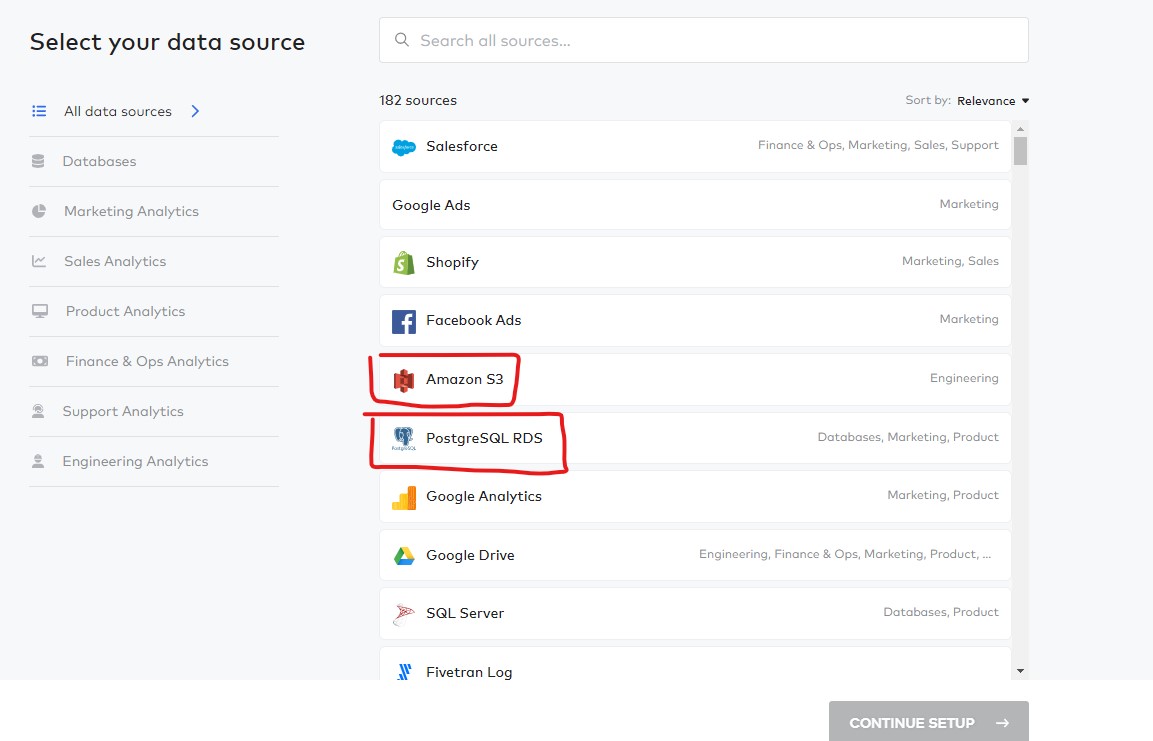 Select your data source
Search all sources...
All data sources
Databases
Marketing Analytics
Sales Analytics
Product Analytics
Finance & Ops Analytics
Support Analytics
Engineering Analytics
182 sources
Sort by: Relevance
Salesforce Finance & Ops, Marketing, Sales, Support
Google Ads Marketing
Shopify Marketing, Sales
Facebook Ads Marketing
Amazon S3 Engineering
PostgreSQL RDS Databases, Marketing, Product
Google Analytics Marketing, Product
Google Drive Engineering, Finance & Ops, Marketing, Product, ...
SQL Server Databases, Product
Fivetran Log
CONTINUE SETUP